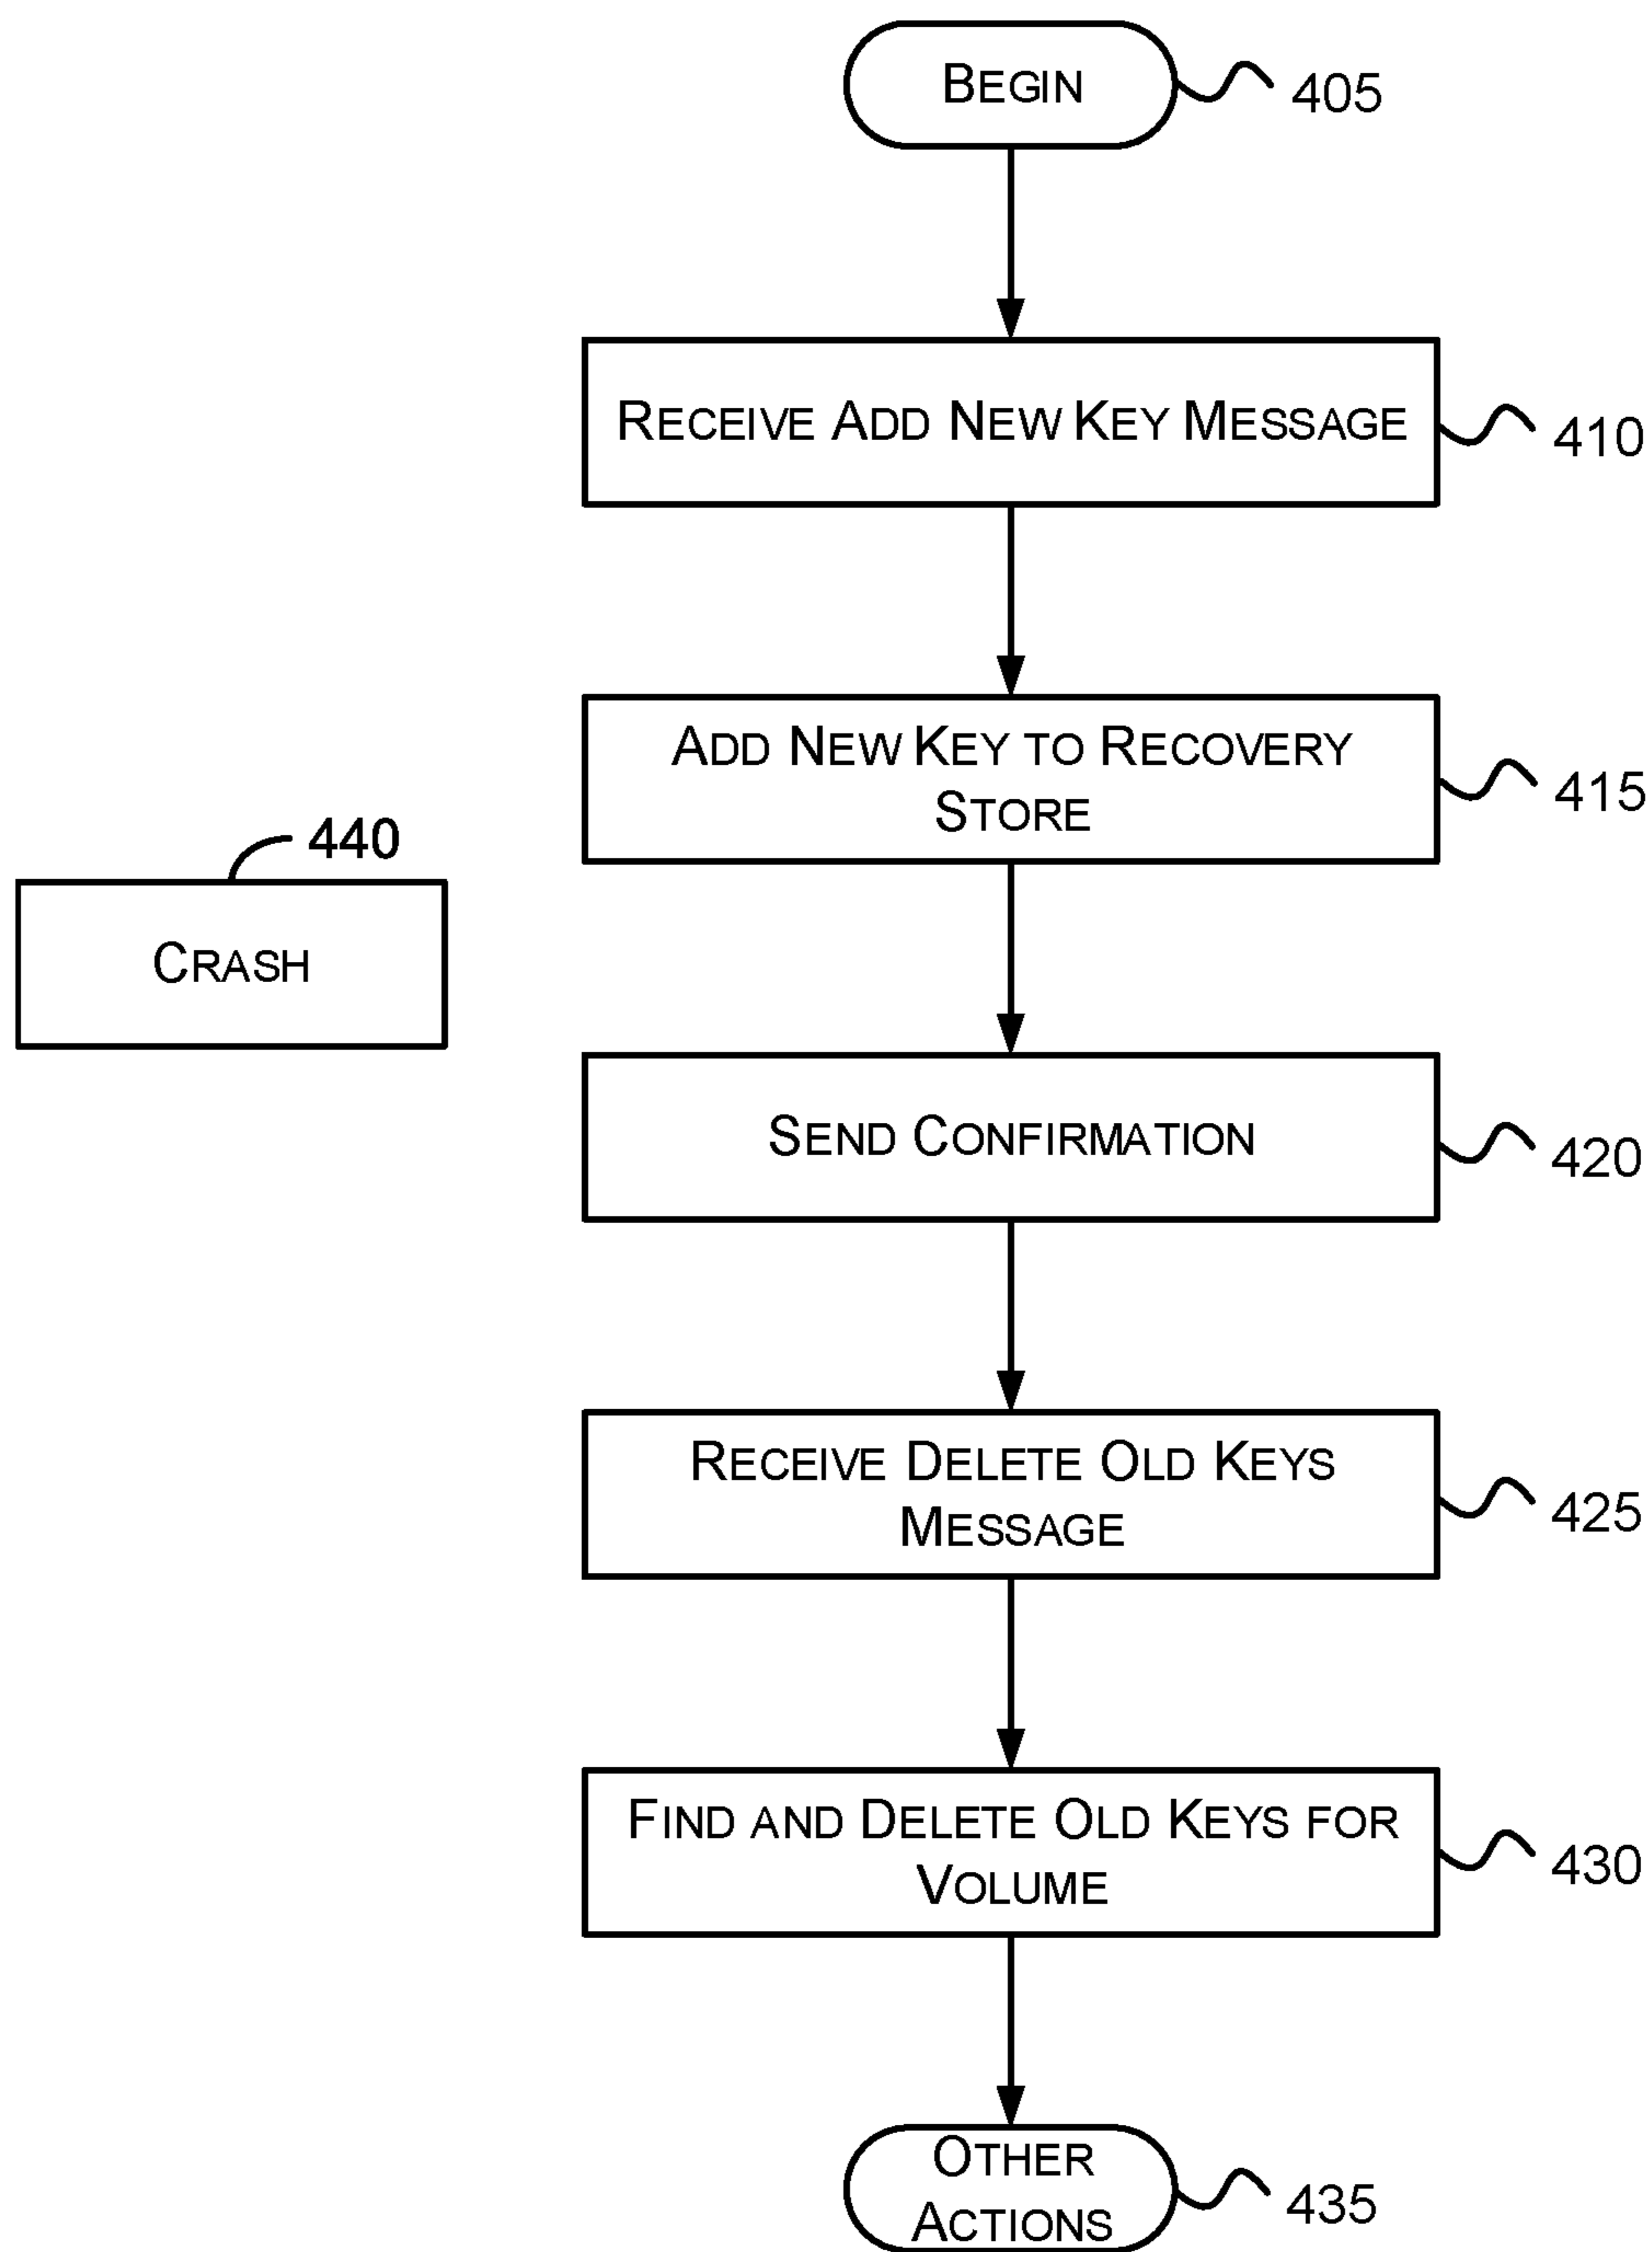 BEGIN
405
RECEIVE ADD NEW KEY MESSAGE
410
ADD NEW KEY TO RECOVERY
STORE
415
440
CRASH
SEND CONFIRMATION
420
RECEIVE DELETE OLD KEYS
MESSAGE
425
FIND AND DELETE OLD KEYS FOR
VOLUME
430
OTHER
ACTIONS
435